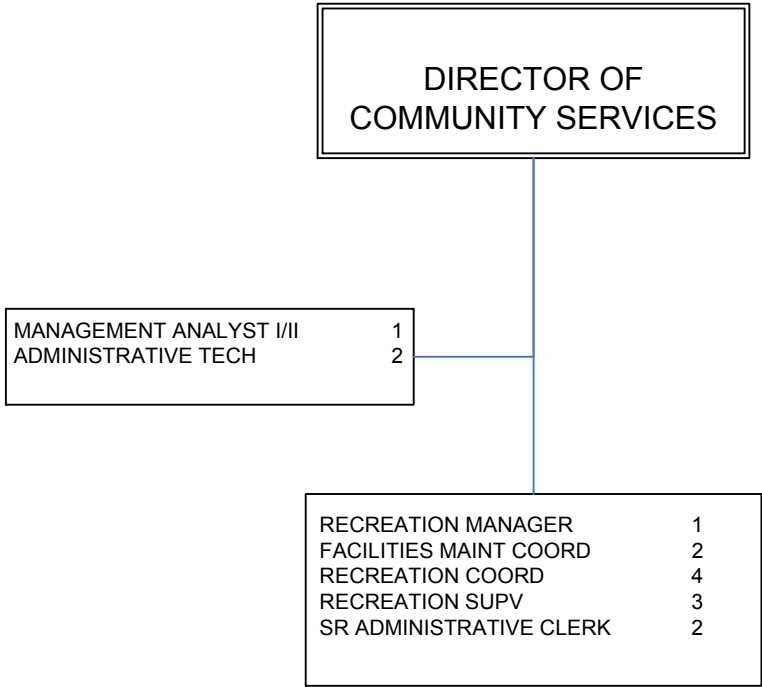 DIRECTOR OF
COMMUNITY SERVICES
MANAGEMENT ANALYST I/II 1
ADMINISTRATIVE TECH 2
RECREATION MANAGER 1
FACILITIES MAINT COORD 2
RECREATION COORD 4
RECREATION SUPV 3
SR ADMINISTRATIVE CLERK 2